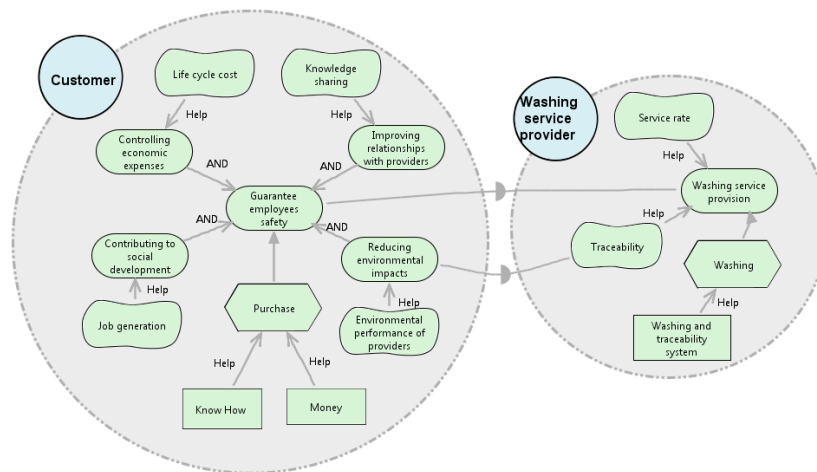 Customer
Life cycle cost
Knowledge
sharing
Help
Help
Controlling
economic
expenses
Improving
relationships
with providers
AND
AND
Guarantee
employees
safety
AND
AND
Contributing to
social
development
Reducing
environmental
impacts
Help
Job generation
Purchase
Help
Environmental
performance of
providers
Help
Help
Know How
Money
Washing
service
provider
Service rate
Help
Washing service
provision
Help
Traceability
Washing
Help
Washing and
traceability
system